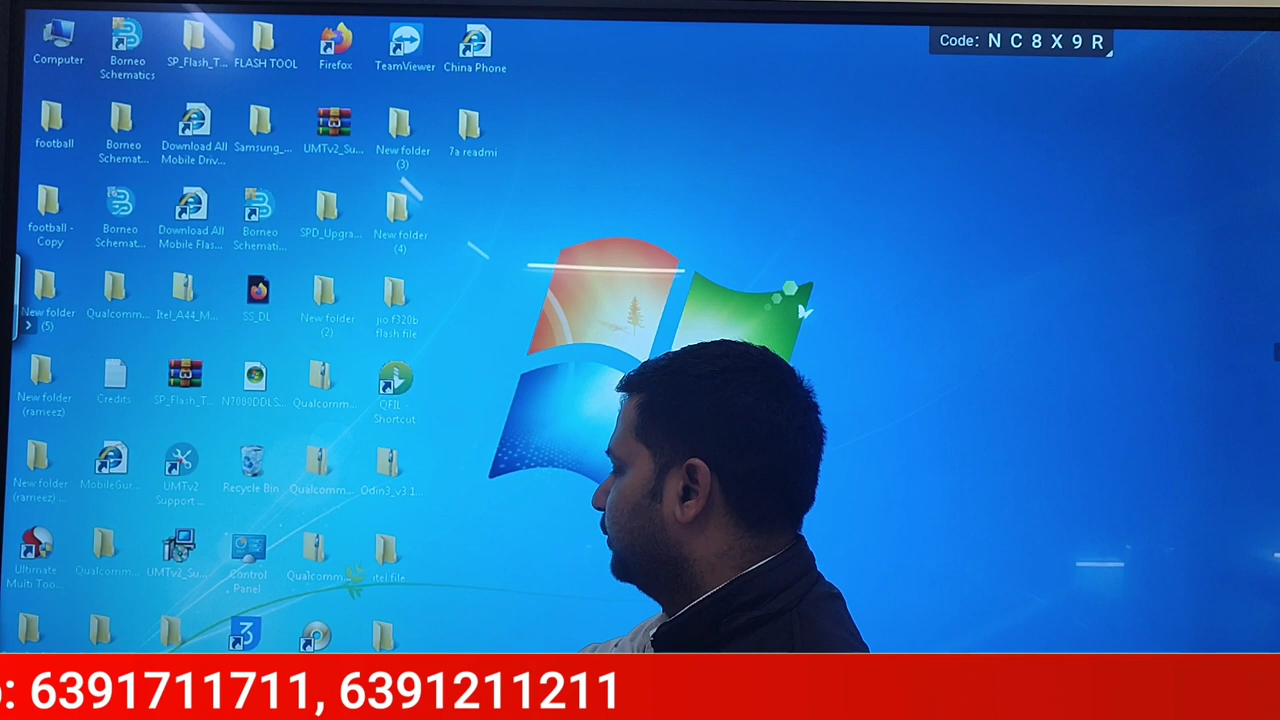 Code: N C 8 X 9 R
Computer
Borneo
Schematics
SP_Flash_T...
FLASH TOOL
Firefox
TeamViewer
China Phone
football
Borneo
Schemat...
Download All
Mobile Driv...
Samsung_...
UMTv2_Su...
New folder
(3)
7a readmi
football -
Copy
Borneo
Schemat...
Download All
Mobile Flas...
Borneo
Schemati...
SPD_Upgra...
New folder
(4)
New folder
(5)
Qualcomm...
Itel_A44_M...
SS_DL
New folder
(2)
jio f320b
flash file
New folder
(rameez)
Credits
SP_Flash_T...
N7000DDLS...
Qualcomm...
QFIL -
Shortcut
New folder
(rameez) ...
MobileGur...
UMTv2
Support ...
Recycle Bin
Qualcomm...
Odin3_v3.1...
Ultimate
Multi Too...
Qualcomm...
UMTv2_Su...
Control
Panel
Qualcomm...
itel file
3
: 6391711711, 6391211211